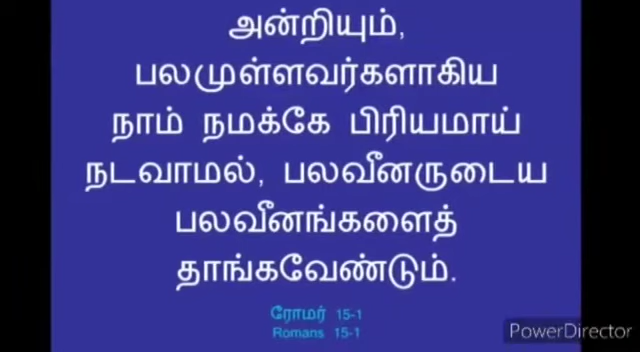 அன்றியும்,
பலமுள்ளவர்களாகிய
நாம் நமக்கே பிரியமாய்
நடவாமல், பலவீனருடைய
பலவீனங்களைத்
தாங்கவேண்டும்.
ரோமர் 15-1
Romans 15-1
PowerDirector